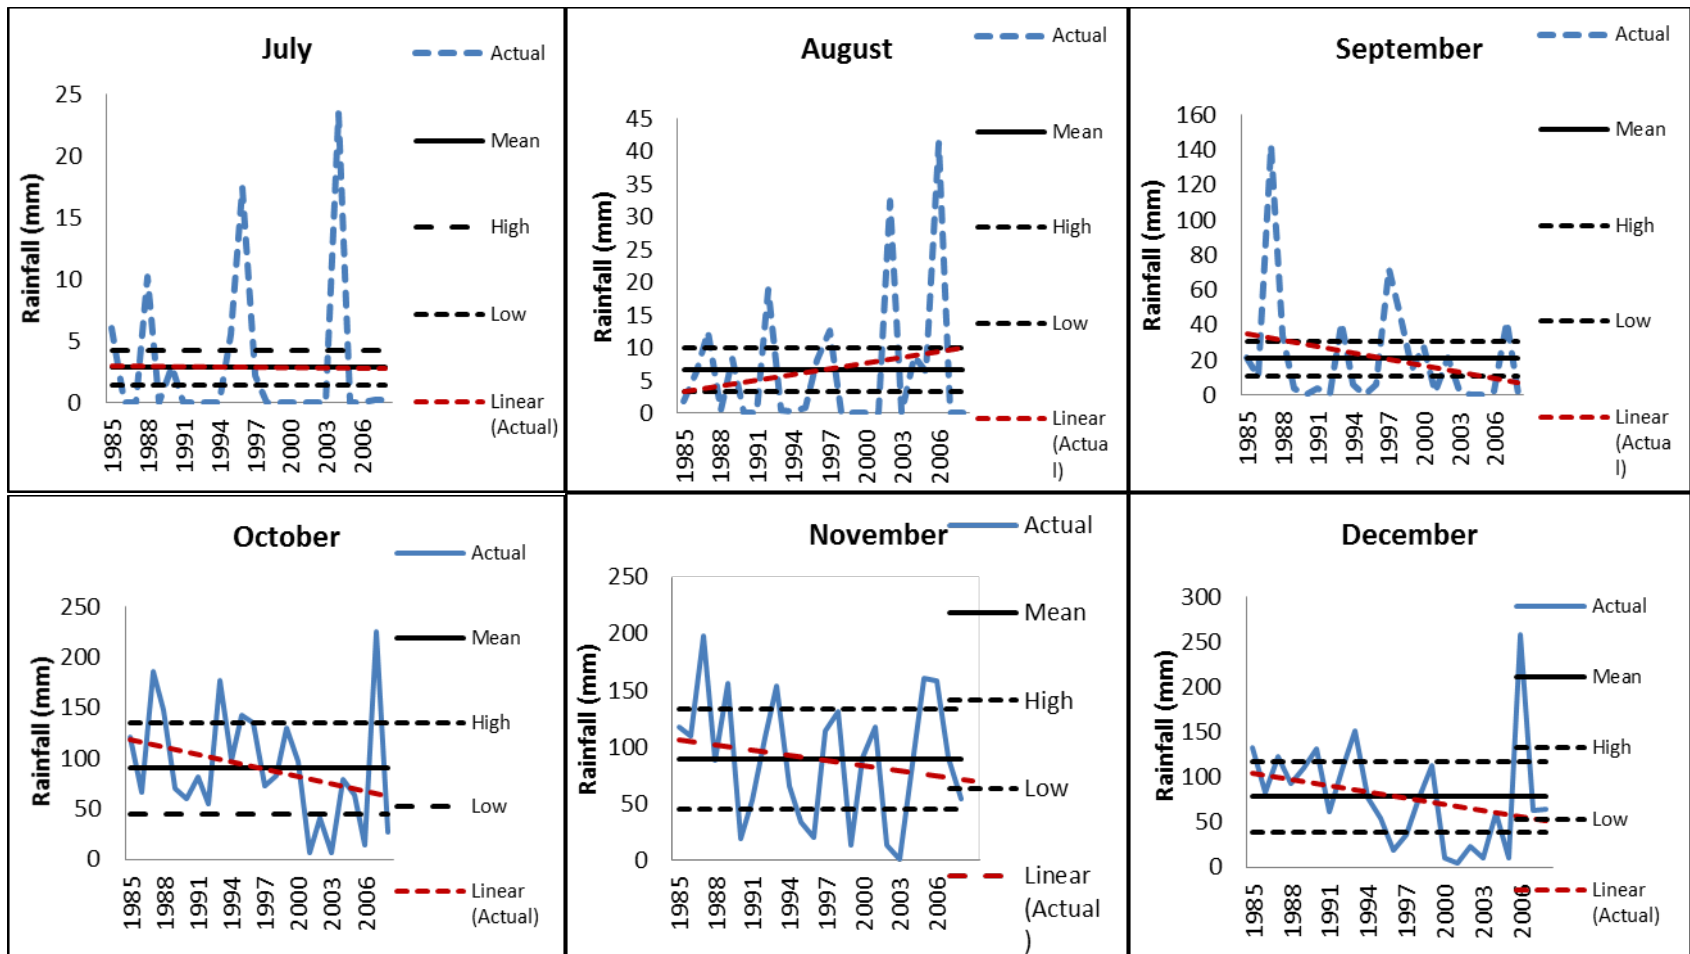 July
Actual
Mean
High
Low
Linear
(Actual)
Rainfall (mm)
25
20
15
10
5
0
1985
1988
1991
1994
1997
2000
2003
2006
August
Actual
Mean
High
Low
Linear
(Actua
l)
Rainfall (mm)
45
40
35
30
25
20
15
10
5
0
1985
1988
1991
1994
1997
2000
2003
2006
September
Actual
Mean
High
Low
Linear
(Actua
l)
Rainfall (mm)
160
140
120
100
80
60
40
20
0
1985
1988
1991
1994
1997
2000
2003
2006
October
Actual
Mean
High
Low
Linear
(Actual)
Rainfall (mm)
250
200
150
100
50
0
1985
1988
1991
1994
1997
2000
2003
2006
November
Actual
Mean
High
Low
Linear
(Actual
)
Rainfall (mm)
250
200
150
100
50
0
1985
1988
1991
1994
1997
2000
2003
2006
December
Actual
Mean
High
Low
Linear
(Actual)
Rainfall (mm)
300
250
200
150
100
50
0
1985
1988
1991
1994
1997
2000
2003
2006